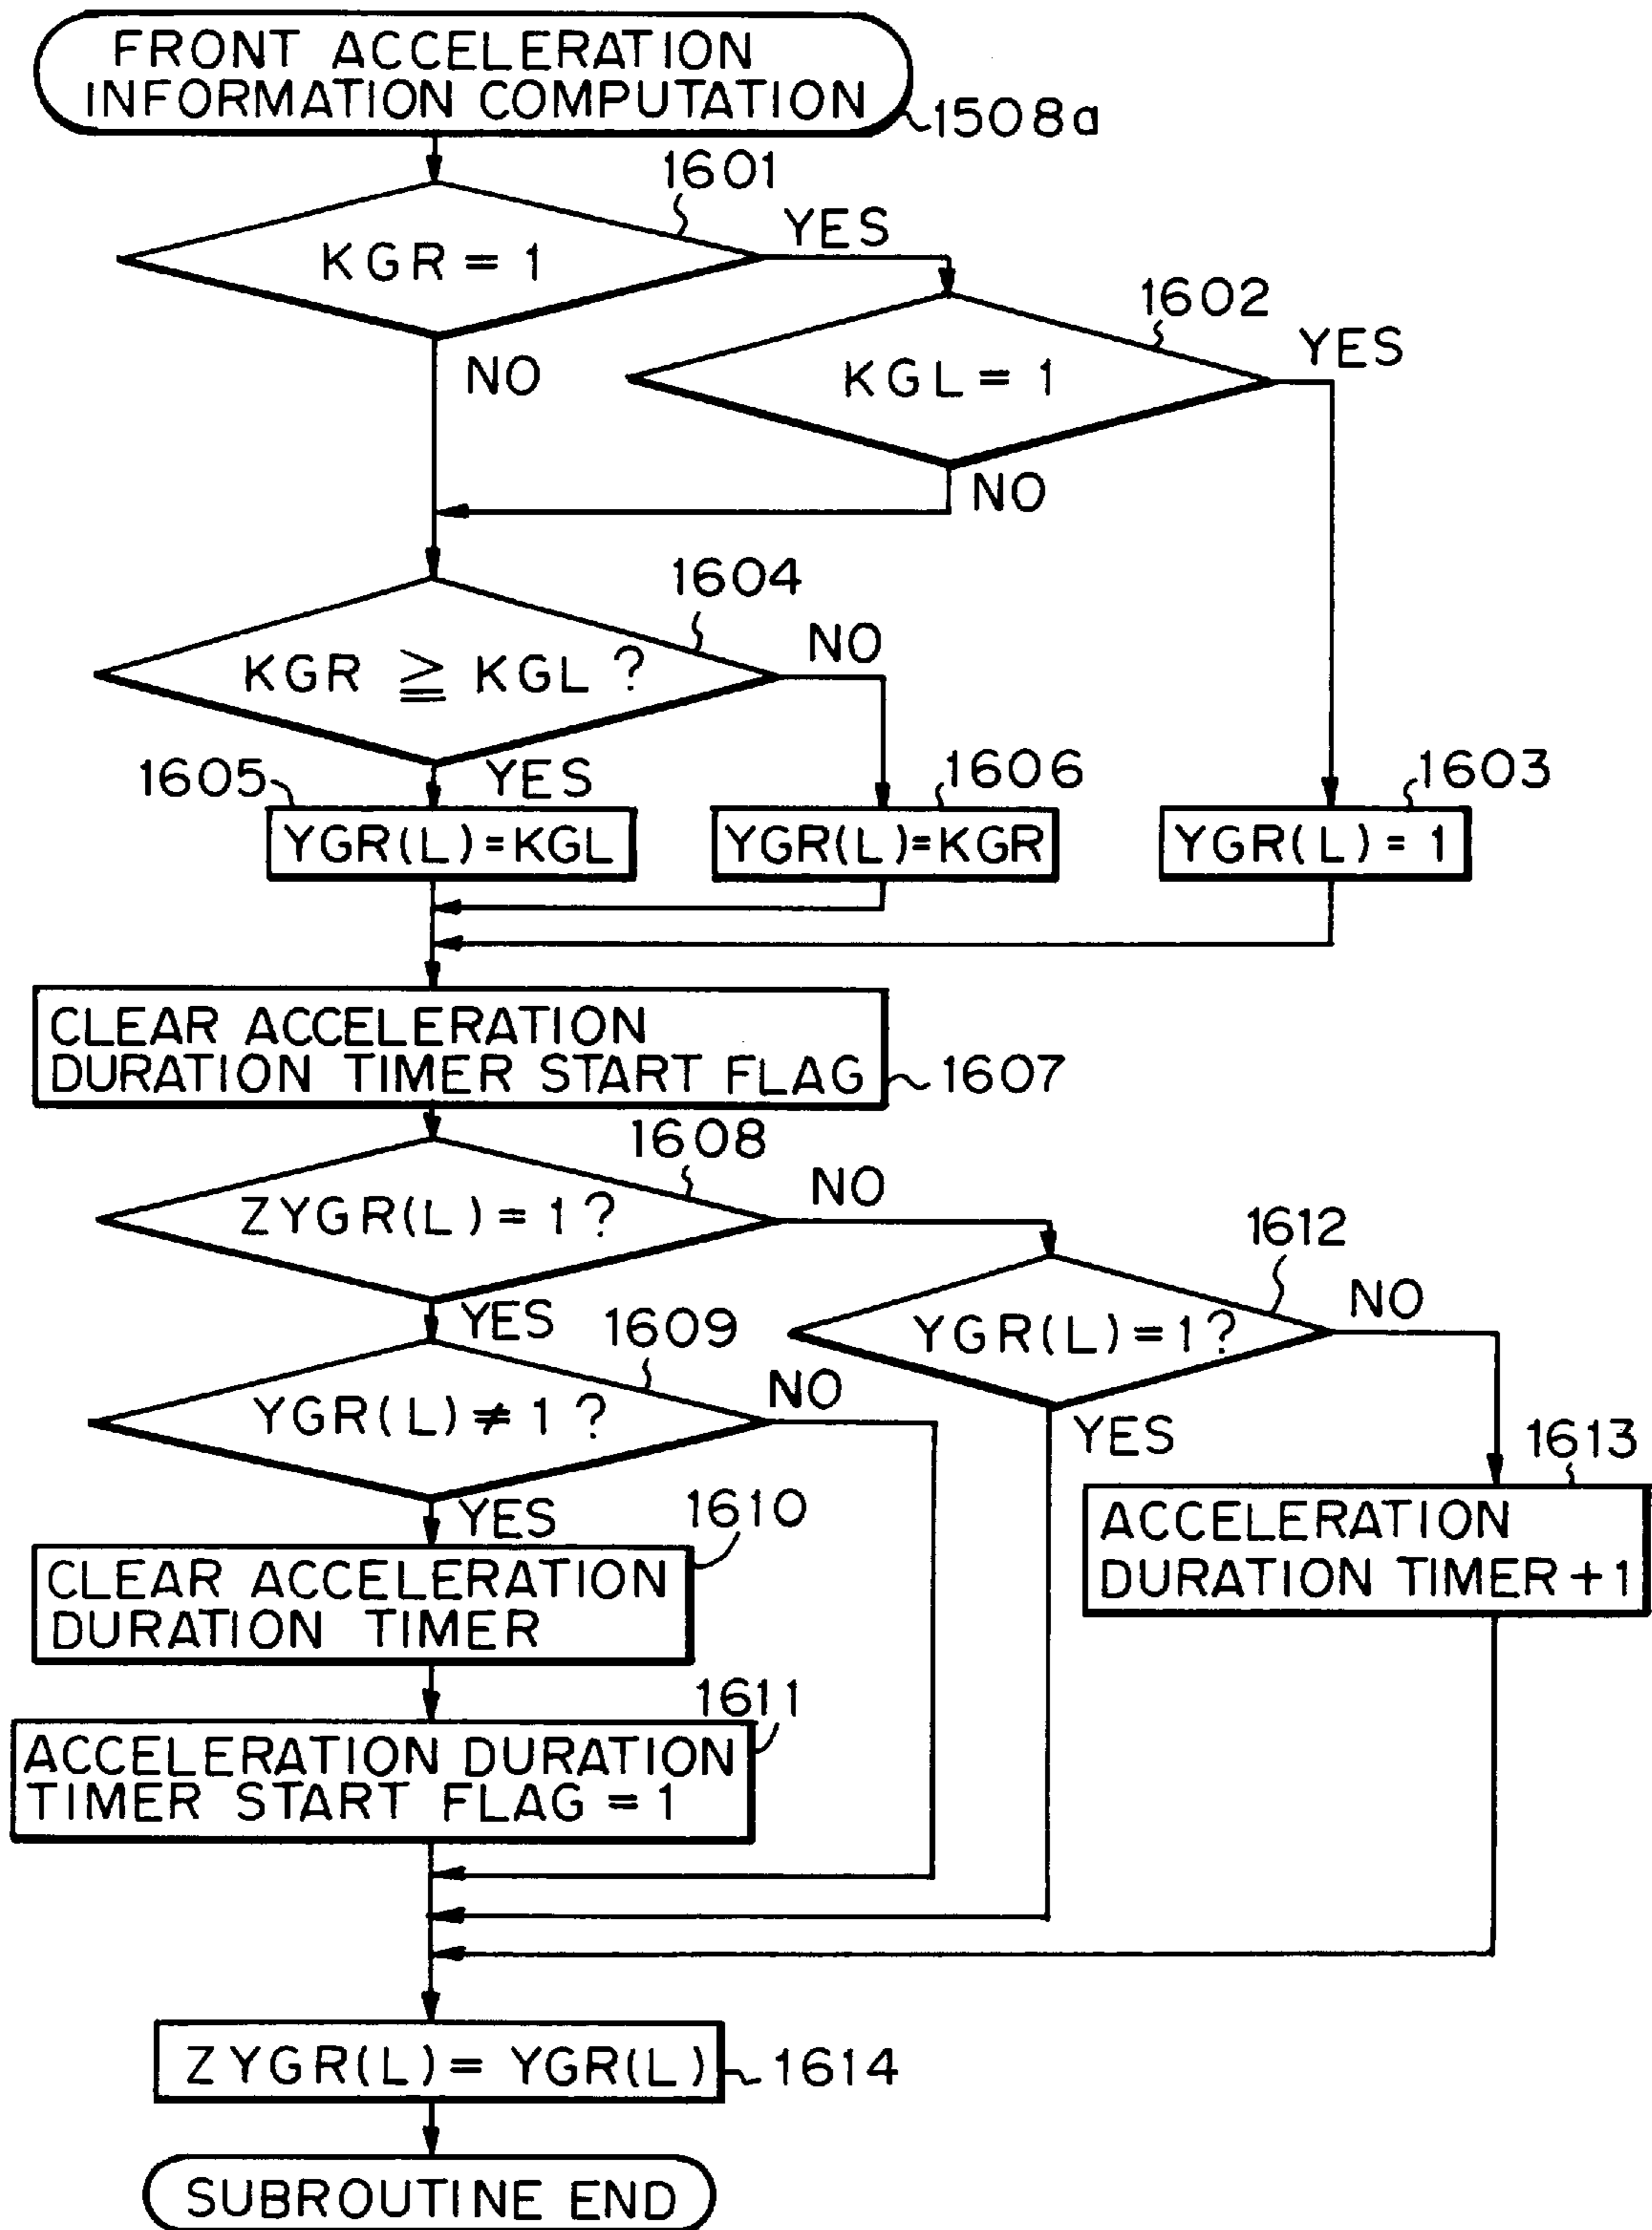 FRONT ACCELERATION
INFORMATION COMPUTATION
1508a
1601
KGR = 1
YES
NO
1602
KGL = 1
YES
NO
1604
KGR ≧ KGL ?
NO
YES
1605
YGR(L)=KGL
1606
YGR(L)=KGR
1603
YGR(L) = 1
CLEAR ACCELERATION
DURATION TIMER START FLAG
1607
1608
ZYGR(L) = 1 ?
NO
YES
1612
YGR(L) = 1 ?
NO
YES
1609
YGR(L) ≠ 1 ?
NO
YES
1613
ACCELERATION
DURATION TIMER +1
1610
CLEAR ACCELERATION
DURATION TIMER
1611
ACCELERATION DURATION
TIMER START FLAG = 1
ZYGR(L) = YGR(L)
1614
SUBROUTINE END